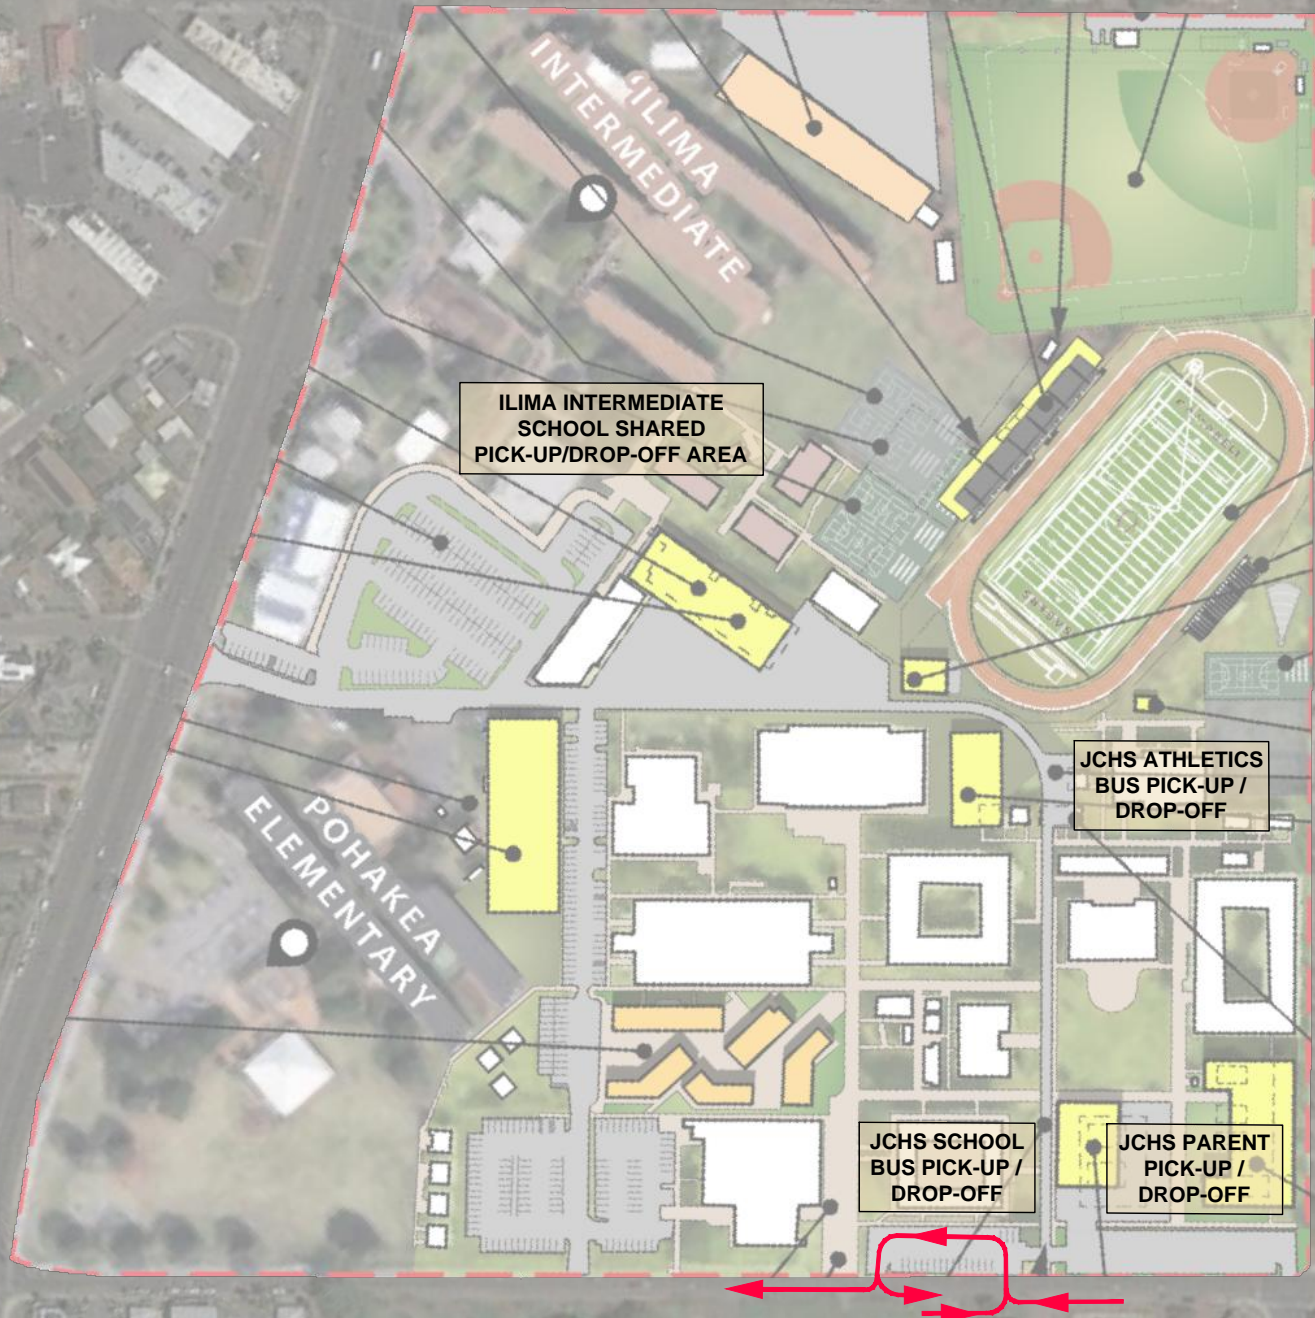 'ILIMA
INTERMEDIATE
ILIMA INTERMEDIATE
SCHOOL SHARED
PICK-UP/DROP-OFF AREA
JCHS ATHLETICS
BUS PICK-UP /
DROP-OFF
POHAKEA
ELEMENTARY
JCHS SCHOOL
BUS PICK-UP /
DROP-OFF
JCHS PARENT
PICK-UP /
DROP-OFF